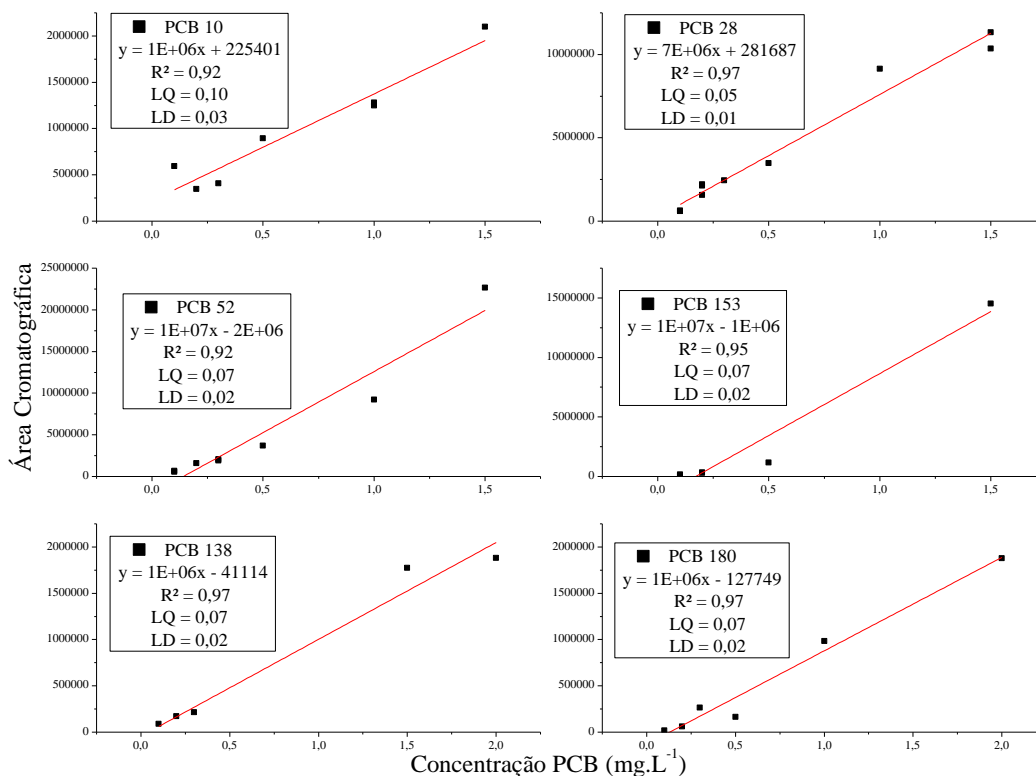 PCB 10
y = 1E+06x + 225401
R² = 0,92
LQ = 0,10
LD = 0,03
2000000
1500000
1000000
500000
0
0,0 0,5 1,0 1,5
PCB 28
y = 7E+06x + 281687
R² = 0,97
LQ = 0,05
LD = 0,01
10000000
5000000
0
0,0 0,5 1,0 1,5
Área Cromatográfica
PCB 52
y = 1E+07x - 2E+06
R² = 0,92
LQ = 0,07
LD = 0,02
25000000
20000000
15000000
10000000
5000000
0
0,0 0,5 1,0 1,5
PCB 153
y = 1E+07x - 1E+06
R² = 0,95
LQ = 0,07
LD = 0,02
15000000
10000000
5000000
0
0,0 0,5 1,0 1,5
PCB 138
y = 1E+06x - 41114
R² = 0,97
LQ = 0,07
LD = 0,02
2000000
1500000
1000000
500000
0
0,0 0,5 1,0 1,5 2,0
PCB 180
y = 1E+06x - 127749
R² = 0,97
LQ = 0,07
LD = 0,02
2000000
1500000
1000000
500000
0
0,0 0,5 1,0 1,5 2,0
Concentração PCB (mg.L⁻¹)